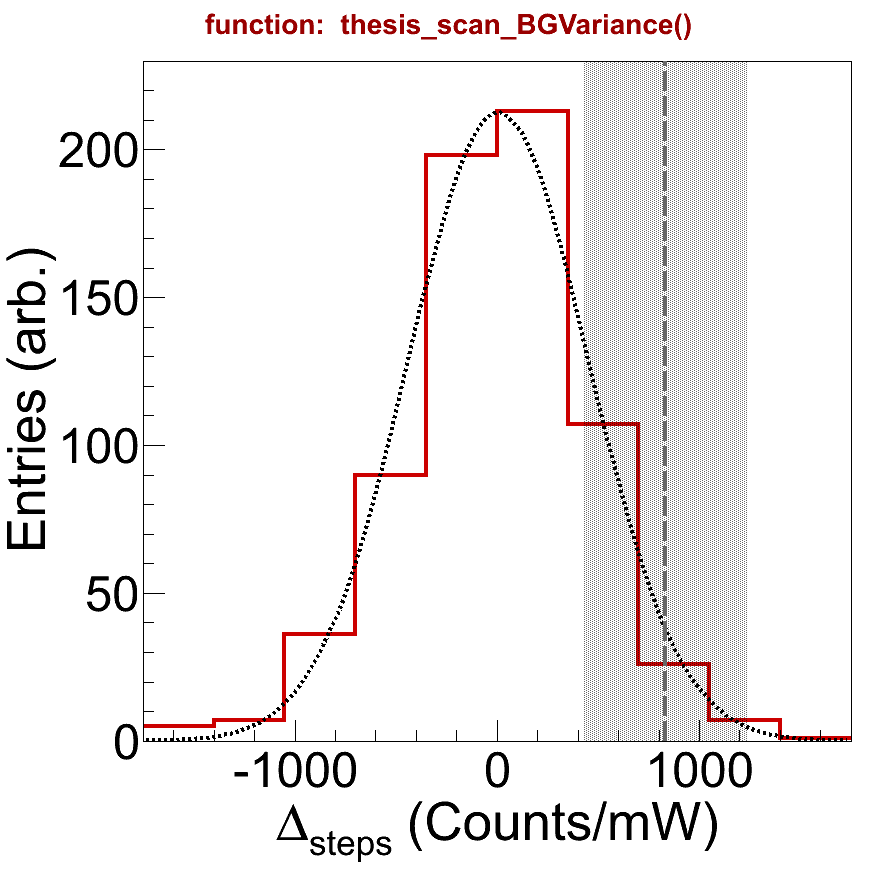 function: thesis_scan_BGVariance()
Entries (arb.)
200
150
100
50
0
-1000 0 1000
Δsteps (Counts/mW)